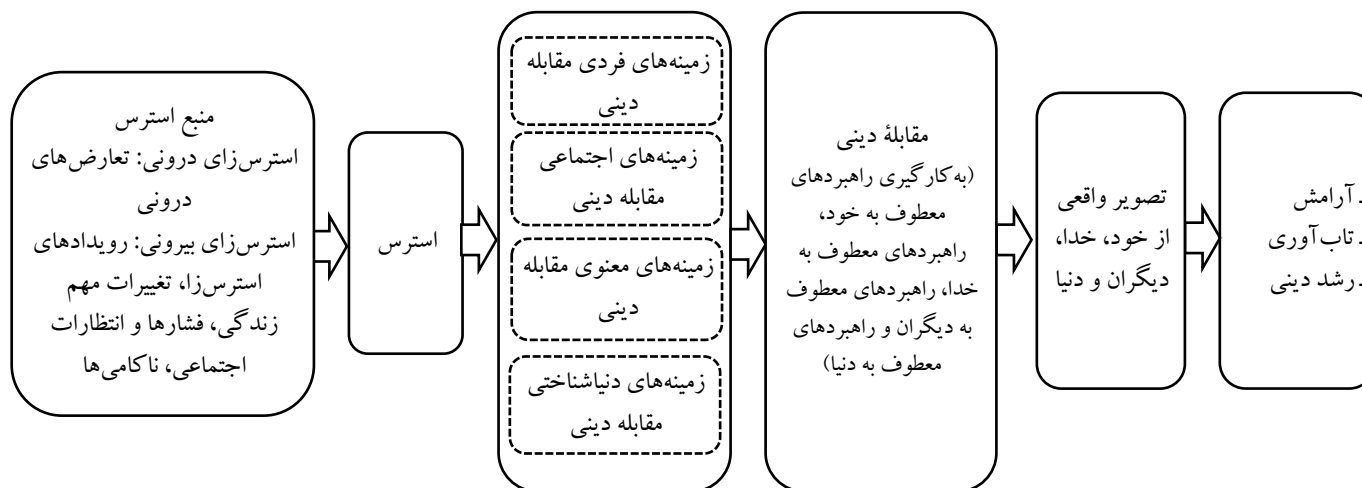 منبع استرس
استرس‌زای درونی: تعارض‌های
درونی
استرس‌زای بیرونی: رویدادهای
استرس‌زا، تغییرات مهم
زندگی، فشارها و انتظارات
اجتماعی، ناکامی‌ها
استرس
زمینه‌های فردی مقابله
دینی
زمینه‌های اجتماعی
مقابله دینی
زمینه‌های معنوی مقابله
دینی
زمینه‌های دنیاشناختی
مقابله دینی
مقابلهٔ دینی
(به‌کارگیری راهبردهای
معطوف به خود،
راهبردهای معطوف به
خدا، راهبردهای معطوف
به دیگران و راهبردهای
معطوف به دنیا)
تصویر واقعی
از خود، خدا،
دیگران و دنیا
ـ آرامش
ـ تاب‌آوری
ـ رشد دینی